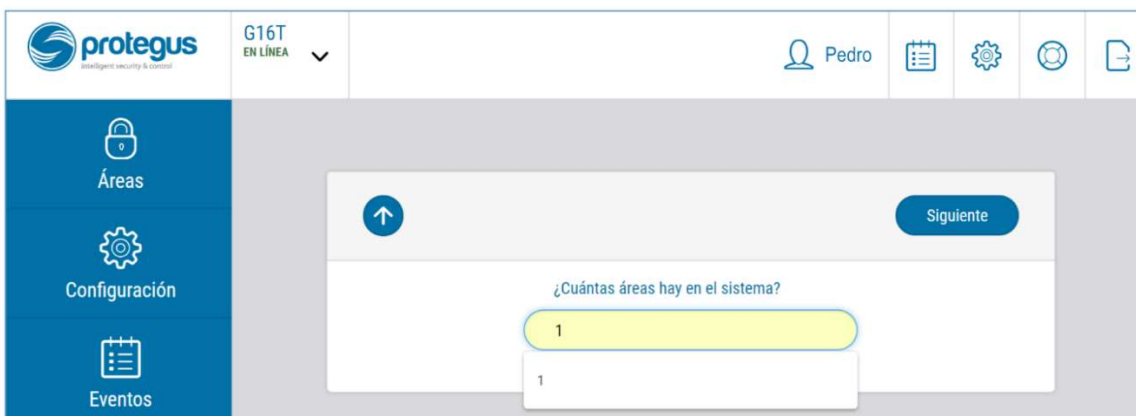 protegus
intelligent security & control
G16T
EN LÍNEA
Pedro
Áreas
Configuración
Eventos
Siguiente
¿Cuántas áreas hay en el sistema?
1
1